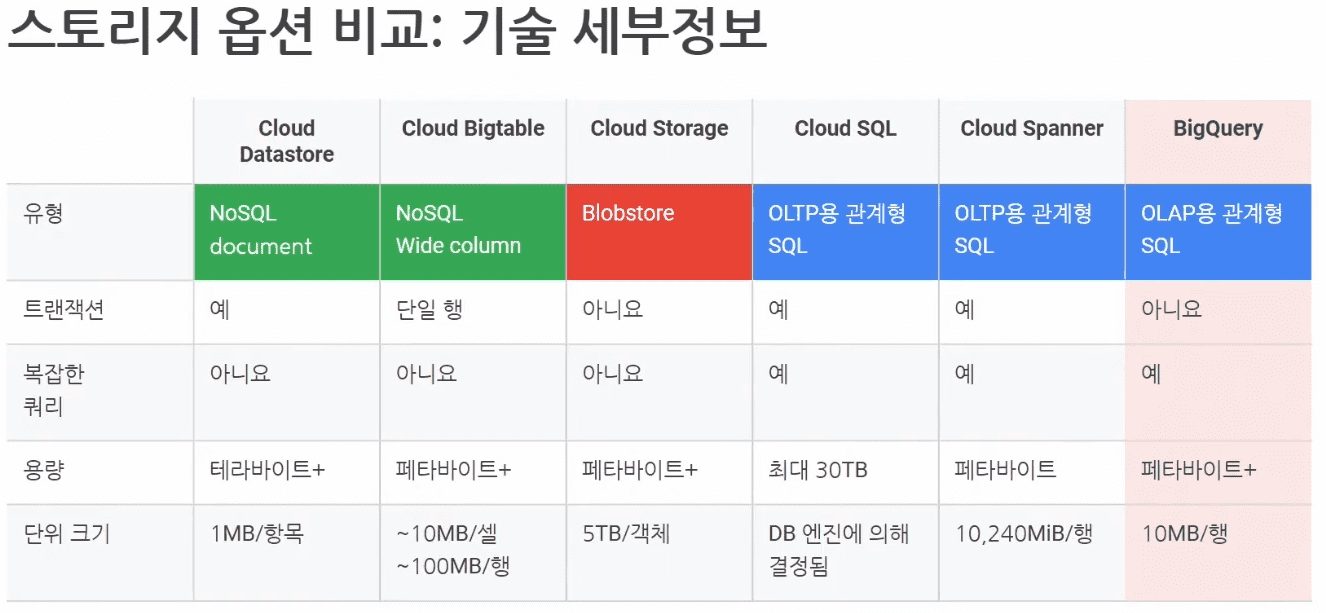 스토리지 옵션 비교: 기술 세부정보
Cloud Datastore Cloud Bigtable Cloud Storage Cloud SQL Cloud Spanner BigQuery
유형 NoSQL document NoSQL Wide column Blobstore OLTP용 관계형 SQL OLTP용 관계형 SQL OLAP용 관계형 SQL
트랜잭션 예 단일 행 아니요 예 예 아니요
복잡한 쿼리 아니요 아니요 아니요 예 예 예
용량 테라바이트+ 페타바이트+ 페타바이트+ 최대 30TB 페타바이트 페타바이트+
단위 크기 1MB/항목 ~10MB/셀 ~100MB/행 5TB/객체 DB 엔진에 의해 결정됨 10,240MiB/행 10MB/행